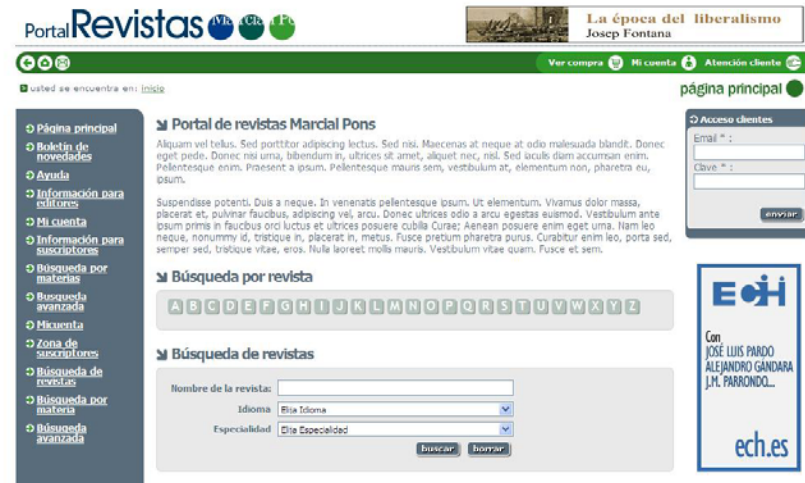 Portal Revistas Marcial Po
La época del liberalismo
Josep Fontana
Ver compra Mi cuenta Atención cliente
usted se encuentra en: inicio
página principal
Página principal
Boletín de
novedades
Ayuda
Información para
editores
Mi cuenta
Información para
suscriptores
Búsqueda por
materias
Busqueda
avanzada
Micuenta
Zona de
suscriptores
Búsqueda de
revistas
Búsqueda por
materia
Búsqueda
avanzada
Portal de revistas Marcial Pons
Aliquam vel tellus. Sed porttitor adipiscing lectus. Sed nisi. Maecenas at neque at odio malesuada blandit. Donec
eget pede. Donec nisi urna, bibendum in, ultrices sit amet, aliquet nec, nisl. Sed iaculis diam accumsan enim.
Pellentesque enim. Praesent a ipsum. Pellentesque mauris sem, vestibulum at, elementum non, pharetra eu,
ipsum.
Suspendisse potenti. Duis a neque. In venenatis pellentesque ipsum. Ut elementum. Vivamus dolor massa,
placerat et, pulvinar faucibus, adipiscing vel, arcu. Donec ultrices odio a arcu egestas euismod. Vestibulum ante
ipsum primis in faucibus orci luctus et ultrices posuere cubilia Curae; Aenean posuere enim eget urna. Nam leo
neque, nonummy id, tristique in, placerat in, metus. Fusce pretium pharetra purus. Curabitur enim leo, porta sed,
semper sed, tristique vitae, eros. Nulla laoreet mollis mauris. Vestibulum vitae quam. Fusce et sem.
Búsqueda por revista
A B C D E F G H I J K L M N O P Q R S T U V W X Y Z
Búsqueda de revistas
Nombre de la revista:
Idioma Elija Idioma
Especialidad Elija Especialidad
buscar borrar
Acceso clientes
Email * :
Clave * :
enviar
ECH
Con
JOSÉ LUIS PARDO
ALEJANDRO GÁNDARA
J.M. PARRONDO...
ech.es